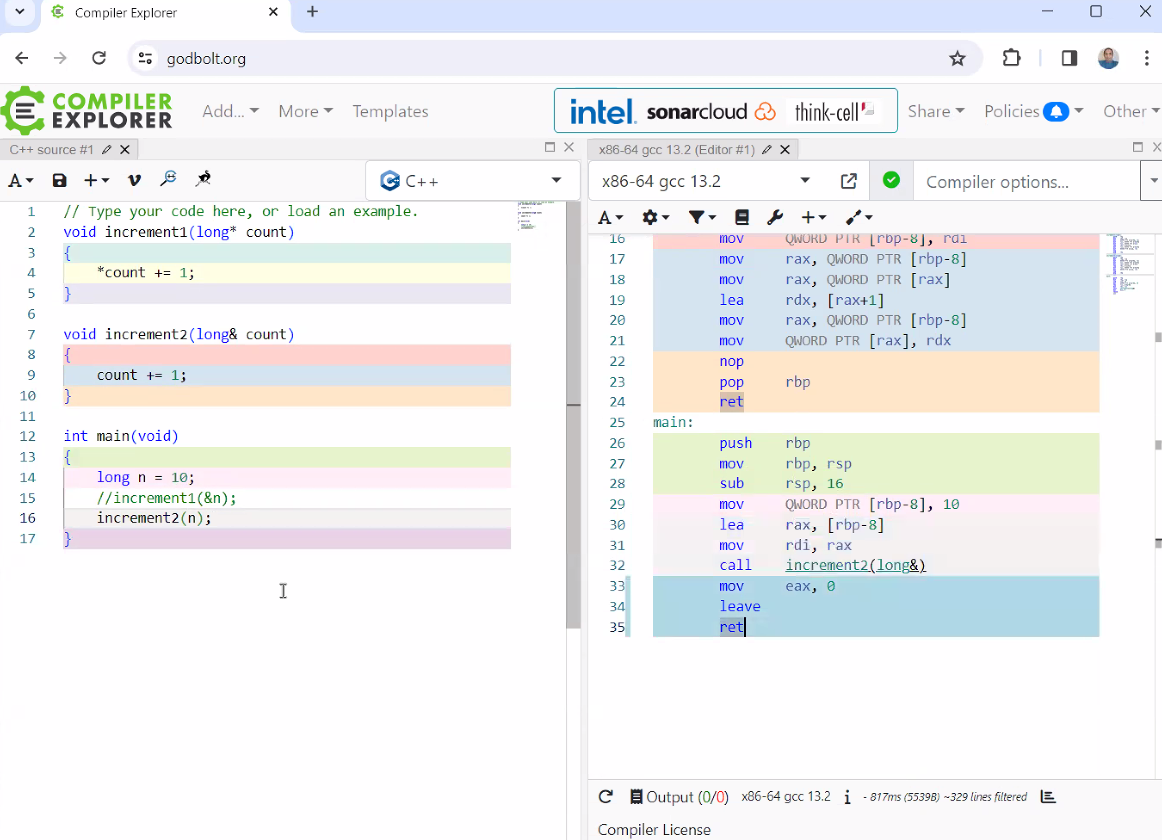 Compiler Explorer
godbolt.org
COMPILER
EXPLORER
Add... More Templates
intel. sonarcloud think-cell
Share Policies Other
C++ source #1
x86-64 gcc 13.2 (Editor #1)
A
C++
x86-64 gcc 13.2
Compiler options...
A
1 // Type your code here, or load an example.
2 void increment1(long* count)
3 {
4 *count += 1;
5 }
6
7 void increment2(long& count)
8 {
9 count += 1;
10 }
11
12 int main(void)
13 {
14 long n = 10;
15 //increment1(&n);
16 increment2(n);
17 }
16 mov QWORD PTR [rbp-8], rdi
17 mov rax, QWORD PTR [rbp-8]
18 mov rax, QWORD PTR [rax]
19 lea rdx, [rax+1]
20 mov rax, QWORD PTR [rbp-8]
21 mov QWORD PTR [rax], rdx
22 nop
23 pop rbp
24 ret
25 main:
26 push rbp
27 mov rbp, rsp
28 sub rsp, 16
29 mov QWORD PTR [rbp-8], 10
30 lea rax, [rbp-8]
31 mov rdi, rax
32 call increment2(long&)
33 mov eax, 0
34 leave
35 ret
Output (0/0) x86-64 gcc 13.2 i - 817ms (5539B) ~329 lines filtered
Compiler License